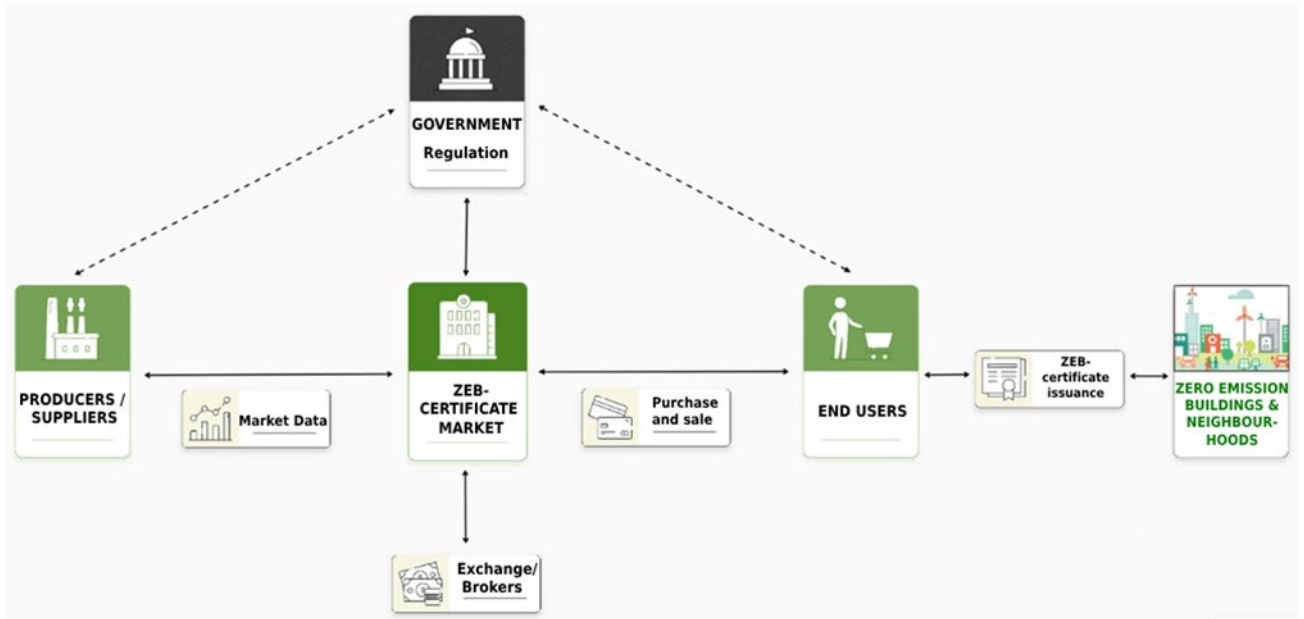 GOVERNMENT
Regulation
PRODUCERS /
SUPPLIERS
Market Data
ZEB-
CERTIFICATE
MARKET
Purchase
and sale
END USERS
ZEB-
certificate
issuance
ZERO EMISSION
BUILDINGS &
NEIGHBOUR-
HOODS
Exchange/
Brokers